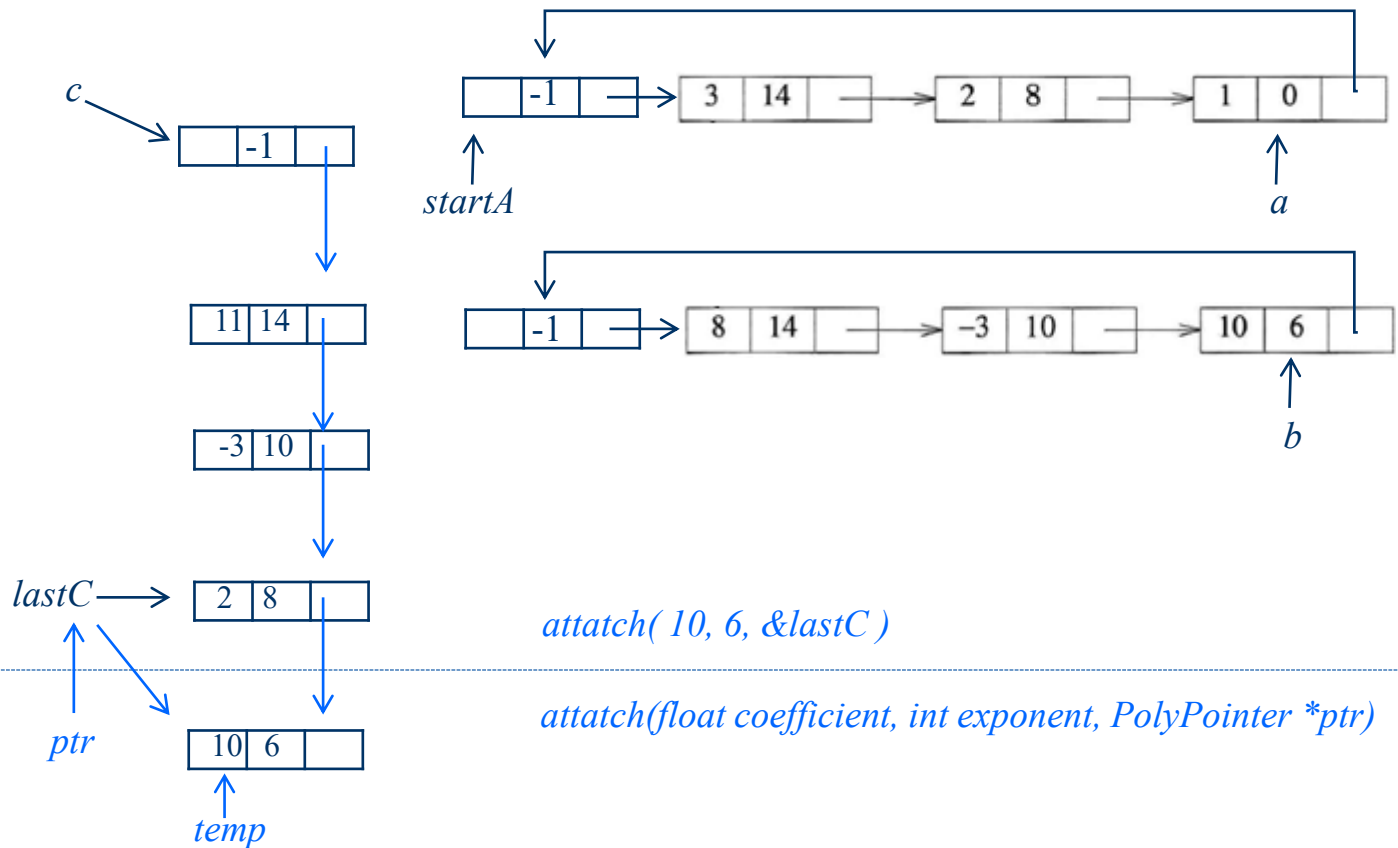 c
-1
3 14
2 8
1 0
-1
startA
a
11 14
-1
8 14
−3 10
10 6
-3 10
b
lastC
2 8
attatch( 10, 6, &lastC )
attatch(float coefficient, int exponent, PolyPointer *ptr)
ptr
10 6
temp